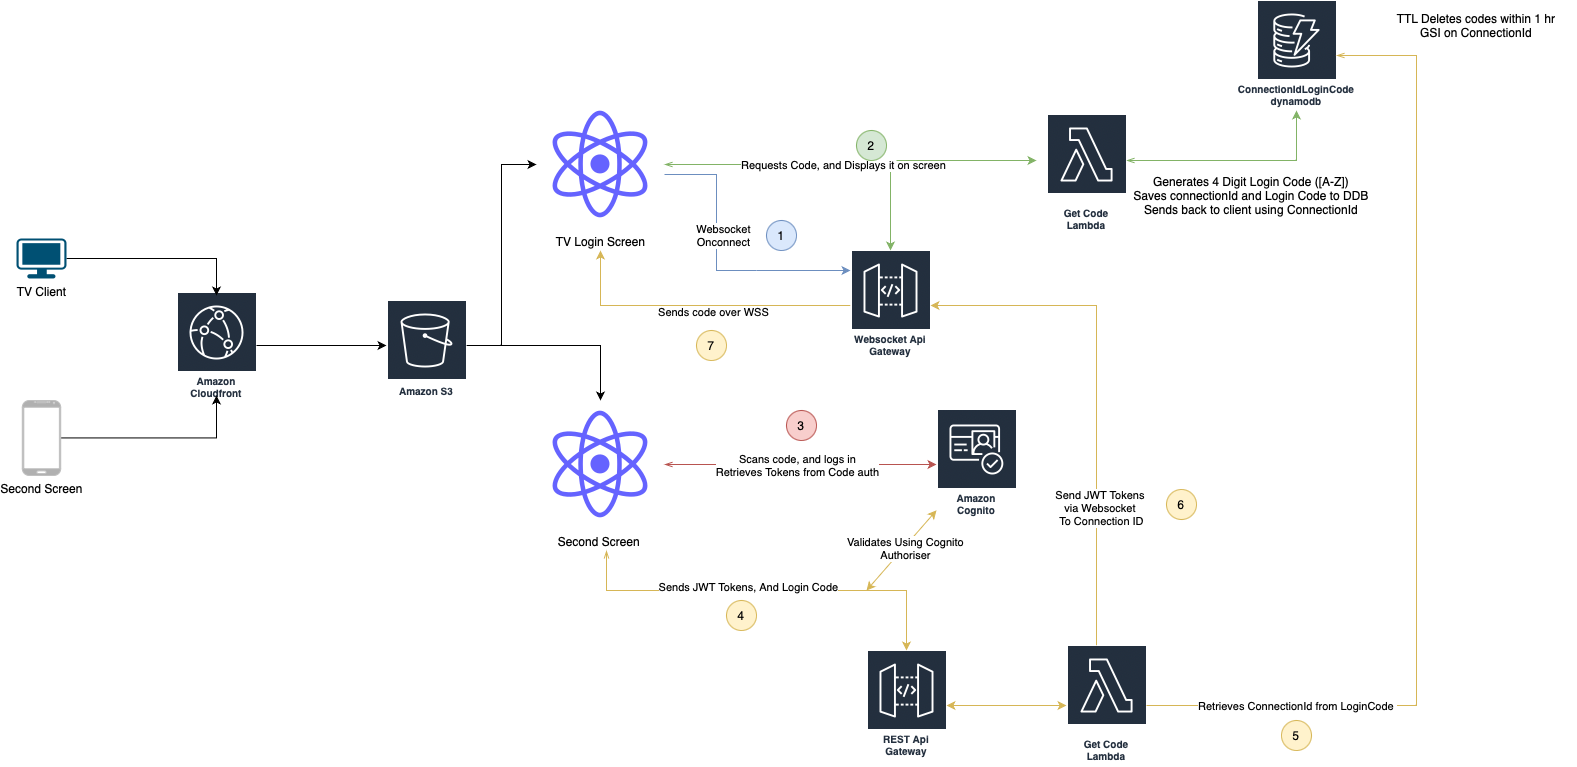 TTL Deletes codes within 1 hr
GSI on ConnectionId
ConnectionIdLoginCode
dynamodb
2
Requests Code, and Displays it on screen
Generates 4 Digit Login Code ([A-Z])
Saves connectionId and Login Code to DDB
Sends back to client using ConnectionId
Get Code
Lambda
TV Login Screen
Websocket
Onconnect
1
TV Client
Sends code over WSS
7
Websocket Api
Gateway
Amazon
Cloudfront
Amazon S3
3
Scans code, and logs in
Retrieves Tokens from Code auth
Second Screen
Amazon
Cognito
Send JWT Tokens
via Websocket
To Connection ID
6
Second Screen
Validates Using Cognito
Authoriser
Sends JWT Tokens, And Login Code
4
Retrieves ConnectionId from LoginCode
5
REST Api
Gateway
Get Code
Lambda